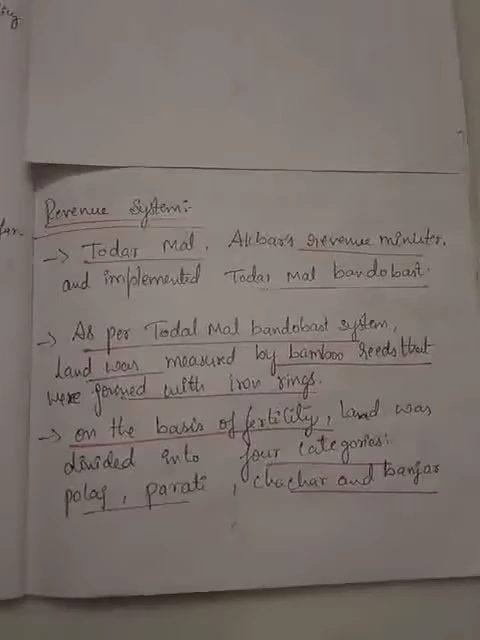 Revenue System:-
-> Todar Mal. Akbar's revenue minister.
and implemented Todar Mal bandobast.
-> As per Todal Mal bandobast system,
Land was measured by bamboo reeds that
were joined with iron rings.
-> on the basis of fertility, Land was
divided into four categories:
polaj, parati, chachar and banjar